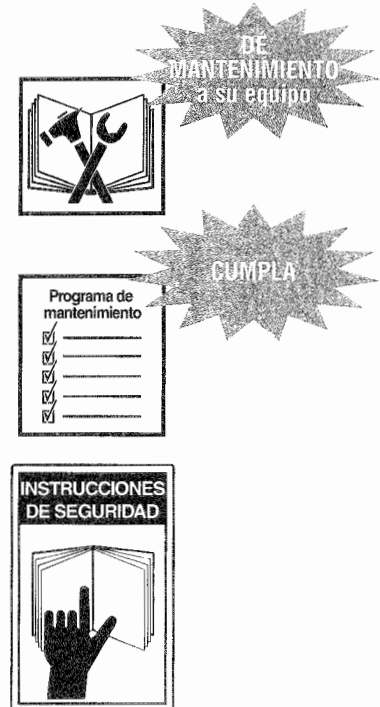 DE
MANTENIMIENTO
a su equipo
CUMPLA
Programa de
mantenimiento
INSTRUCCIONES
DE SEGURIDAD